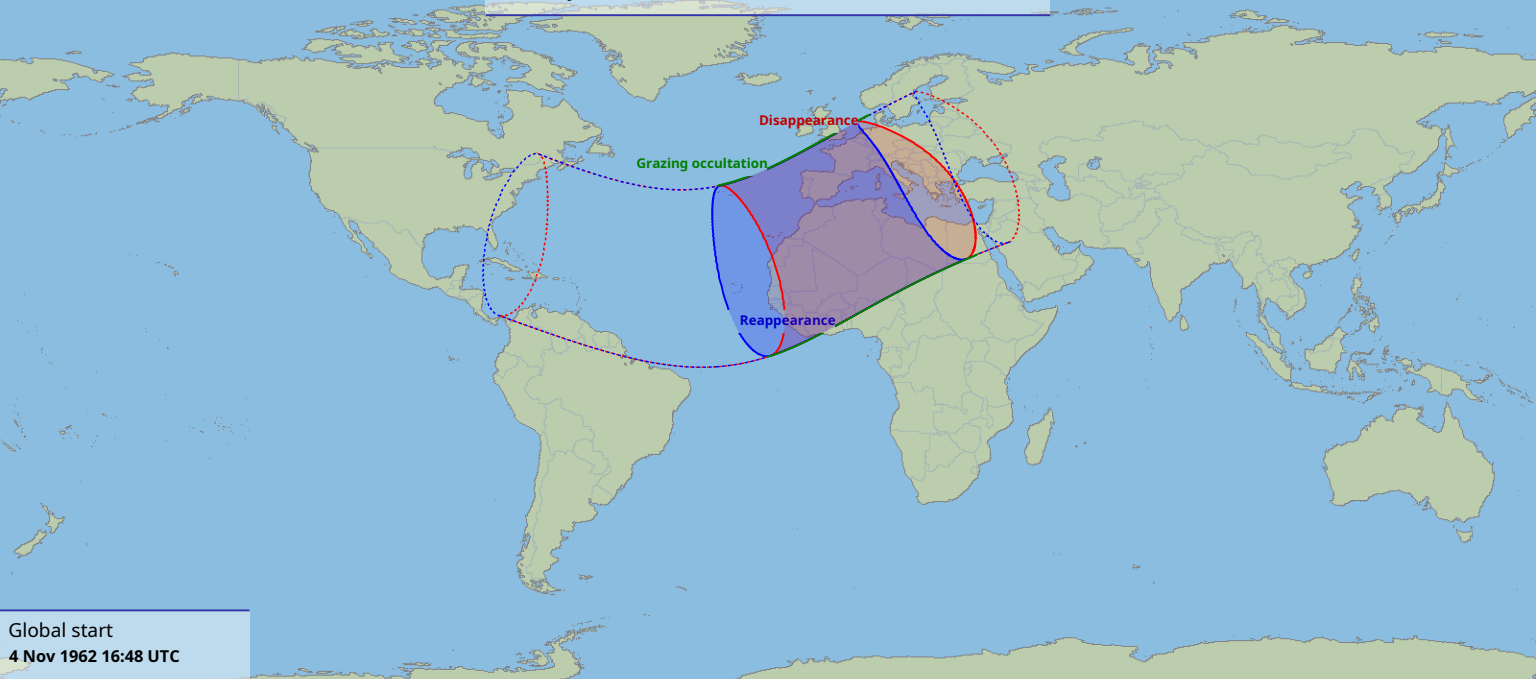 Disappearance
Grazing occultation
Reappearance
Global start
4 Nov 1962 16:48 UTC